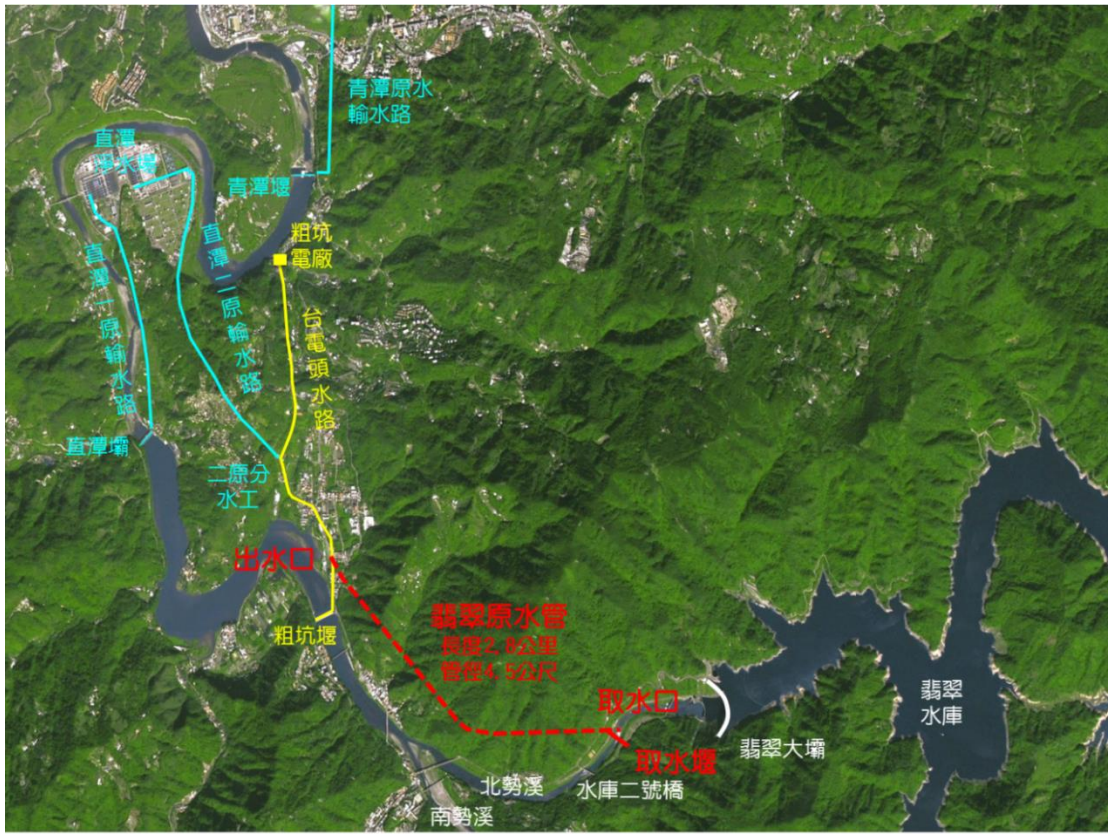 青潭原水
輸水路
直潭
淨水場
青潭堰
粗坑
電廠
直潭一原輸水路
直潭二原輸水路
台電頭水路
直潭壩
二原分
水工
出水口
粗坑堰
翡翠原水管
長度2.8公里
管徑4.5公尺
取水口
取水堰
翡翠大壩
翡翠
水庫
北勢溪
水庫二號橋
南勢溪